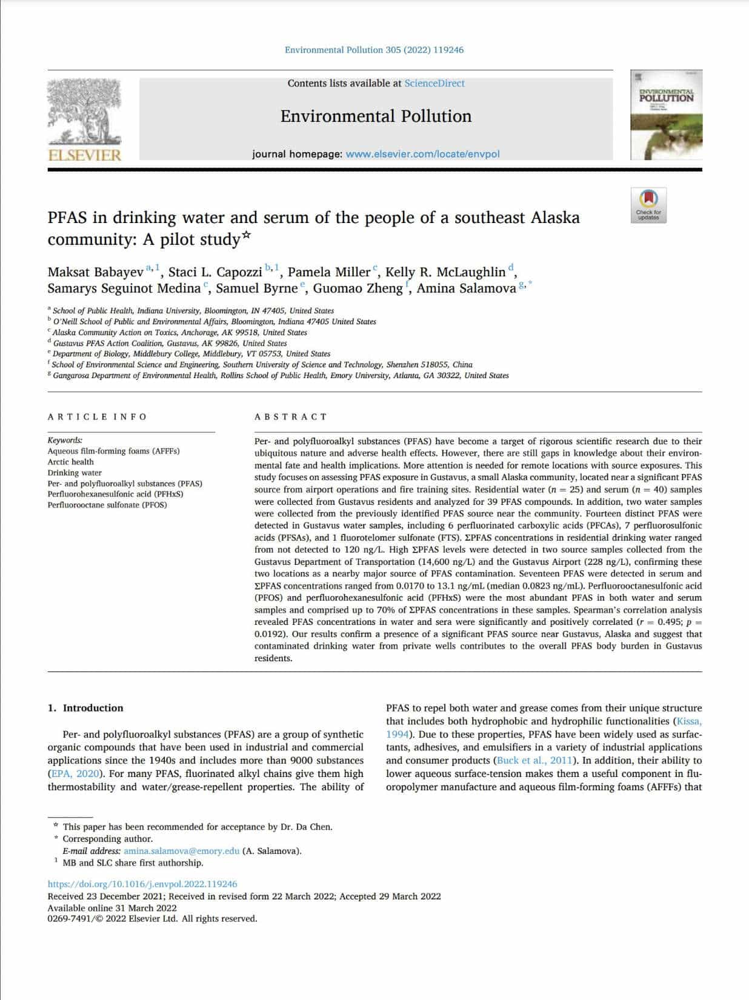 Environmental Pollution 305 (2022) 119246
Contents lists available at ScienceDirect
Environmental Pollution
journal homepage: www.elsevier.com/locate/envpol
ELSEVIER
ENVIRONMENTAL
POLLUTION
Check for
updates
PFAS in drinking water and serum of the people of a southeast Alaska
community: A pilot study☆
Maksat Babayev a,1, Staci L. Capozzi b,1, Pamela Miller c, Kelly R. McLaughlin d,
Samarys Seguinot Medina c, Samuel Byrne e, Guomao Zheng f, Amina Salamova g,*
a School of Public Health, Indiana University, Bloomington, IN 47405, United States
b O'Neill School of Public and Environmental Affairs, Bloomington, Indiana 47405 United States
c Alaska Community Action on Toxics, Anchorage, AK 99518, United States
d Gustavus PFAS Action Coalition, Gustavus, AK 99826, United States
e Department of Biology, Middlebury College, Middlebury, VT 05753, United States
f School of Environmental Science and Engineering, Southern University of Science and Technology, Shenzhen 518055, China
g Gangarosa Department of Environmental Health, Rollins School of Public Health, Emory University, Atlanta, GA 30322, United States
ARTICLE INFO
Keywords:
Aqueous film-forming foams (AFFFs)
Arctic health
Drinking water
Per- and polyfluoroalkyl substances (PFAS)
Perfluorohexanesulfonic acid (PFHxS)
Perfluorooctane sulfonate (PFOS)
ABSTRACT
Per- and polyfluoroalkyl substances (PFAS) have become a target of rigorous scientific research due to their
ubiquitous nature and adverse health effects. However, there are still gaps in knowledge about their environ-
mental fate and health implications. More attention is needed for remote locations with source exposures. This
study focuses on assessing PFAS exposure in Gustavus, a small Alaska community, located near a significant PFAS
source from airport operations and fire training sites. Residential water (n = 25) and serum (n = 40) samples
were collected from Gustavus residents and analyzed for 39 PFAS compounds. In addition, two water samples
were collected from the previously identified PFAS source near the community. Fourteen distinct PFAS were
detected in Gustavus water samples, including 6 perfluorinated carboxylic acids (PFCAs), 7 perfluorosulfonic
acids (PFSAs), and 1 fluorotelomer sulfonate (FTS). ΣPFAS concentrations in residential drinking water ranged
from not detected to 120 ng/L. High ΣPFAS levels were detected in two source samples collected from the
Gustavus Department of Transportation (14,600 ng/L) and the Gustavus Airport (228 ng/L), confirming these
two locations as a nearby major source of PFAS contamination. Seventeen PFAS were detected in serum and
ΣPFAS concentrations ranged from 0.0170 to 13.1 ng/mL (median 0.0823 ng/mL). Perfluorooctanesulfonic acid
(PFOS) and perfluorohexanesulfonic acid (PFHxS) were the most abundant PFAS in both water and serum
samples and comprised up to 70% of ΣPFAS concentrations in these samples. Spearman's correlation analysis
revealed PFAS concentrations in water and sera were significantly and positively correlated (r = 0.495; p =
0.0192). Our results confirm a presence of a significant PFAS source near Gustavus, Alaska and suggest that
contaminated drinking water from private wells contributes to the overall PFAS body burden in Gustavus
residents.
1. Introduction
Per- and polyfluoroalkyl substances (PFAS) are a group of synthetic
organic compounds that have been used in industrial and commercial
applications since the 1940s and includes more than 9000 substances
(EPA, 2020). For many PFAS, fluorinated alkyl chains give them high
thermostability and water/grease-repellent properties. The ability of
PFAS to repel both water and grease comes from their unique structure
that includes both hydrophobic and hydrophilic functionalities (Kissa,
1994). Due to these properties, PFAS have been widely used as surfac-
tants, adhesives, and emulsifiers in a variety of industrial applications
and consumer products (Buck et al., 2011). In addition, their ability to
lower aqueous surface-tension makes them a useful component in flu-
oropolymer manufacture and aqueous film-forming foams (AFFFs) that
☆ This paper has been recommended for acceptance by Dr. Da Chen.
* Corresponding author.
E-mail address: amina.salamova@emory.edu (A. Salamova).
1 MB and SLC share first authorship.
https://doi.org/10.1016/j.envpol.2022.119246
Received 23 December 2021; Received in revised form 22 March 2022; Accepted 29 March 2022
Available online 31 March 2022
0269-7491/© 2022 Elsevier Ltd. All rights reserved.